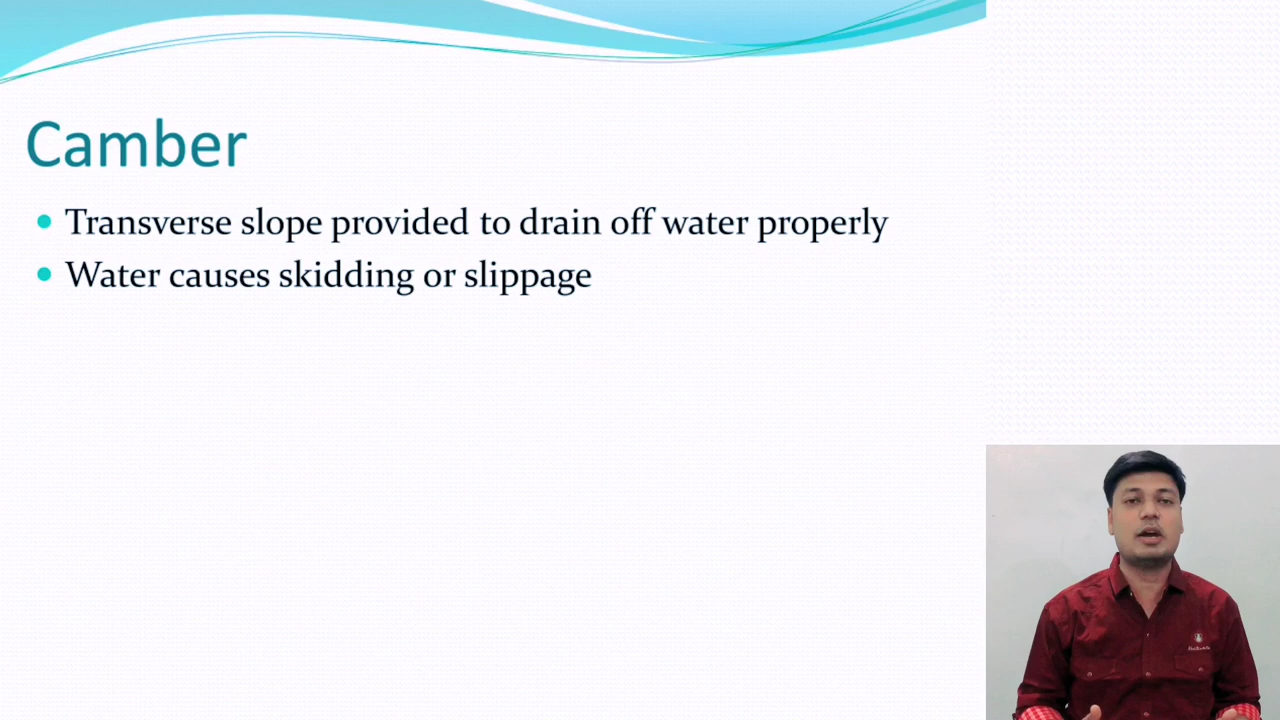 Camber
Transverse slope provided to drain off water properly
Water causes skidding or slippage